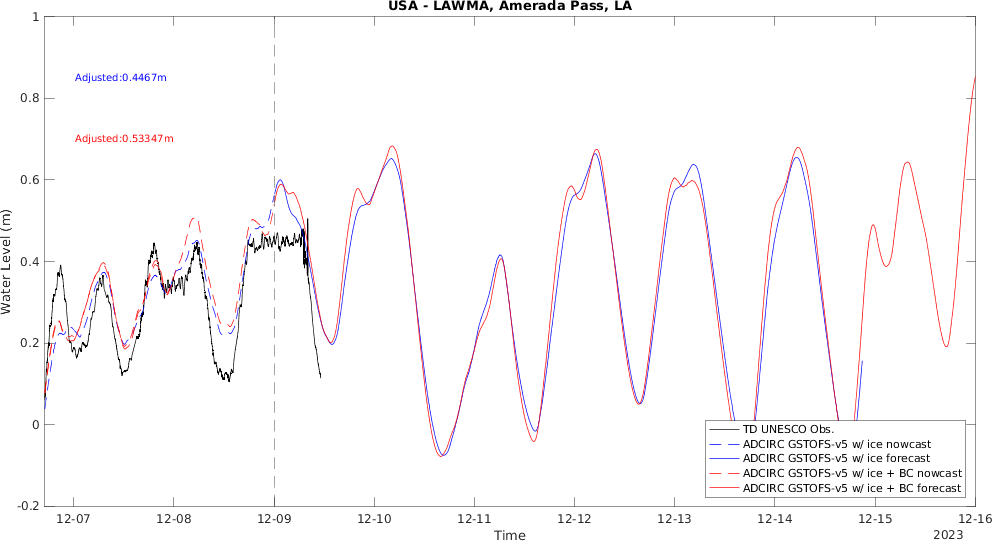 USA - LAWMA, Amerada Pass, LA
1
0.8
0.6
0.4
0.2
0
-0.2
Water Level (m)
Adjusted:0.4467m
Adjusted:0.53347m
TD UNESCO Obs.
ADCIRC GSTOFS-v5 w/ ice nowcast
ADCIRC GSTOFS-v5 w/ ice forecast
ADCIRC GSTOFS-v5 w/ ice + BC nowcast
ADCIRC GSTOFS-v5 w/ ice + BC forecast
12-07 12-08 12-09 12-10 12-11 12-12 12-13 12-14 12-15 12-16
Time
2023